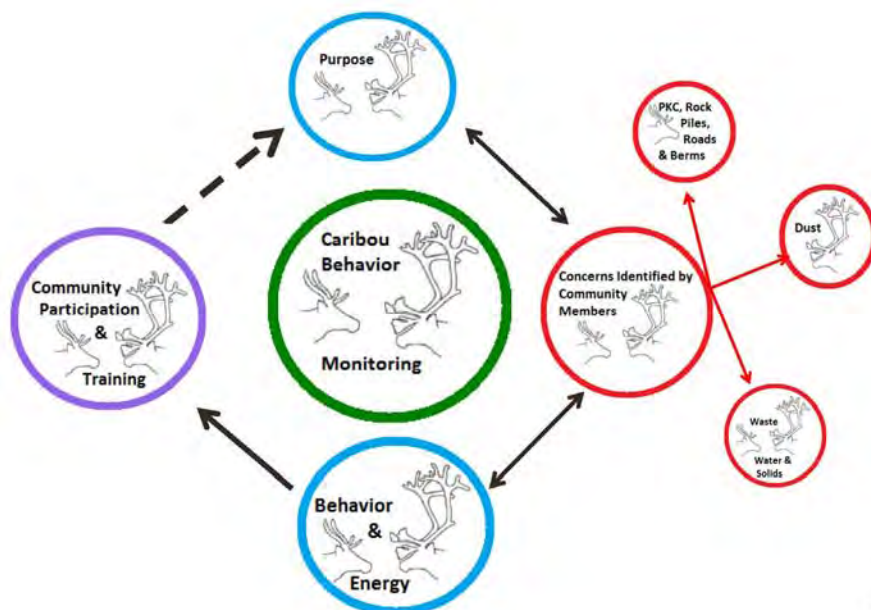 Purpose
PKC, Rock
Piles,
Roads
& Berms
Dust
Caribou
Behavior
Monitoring
Concerns Identified by
Community
Members
Community
Participation
&
Training
Waste
Water &
Solids
Behavior
&
Energy